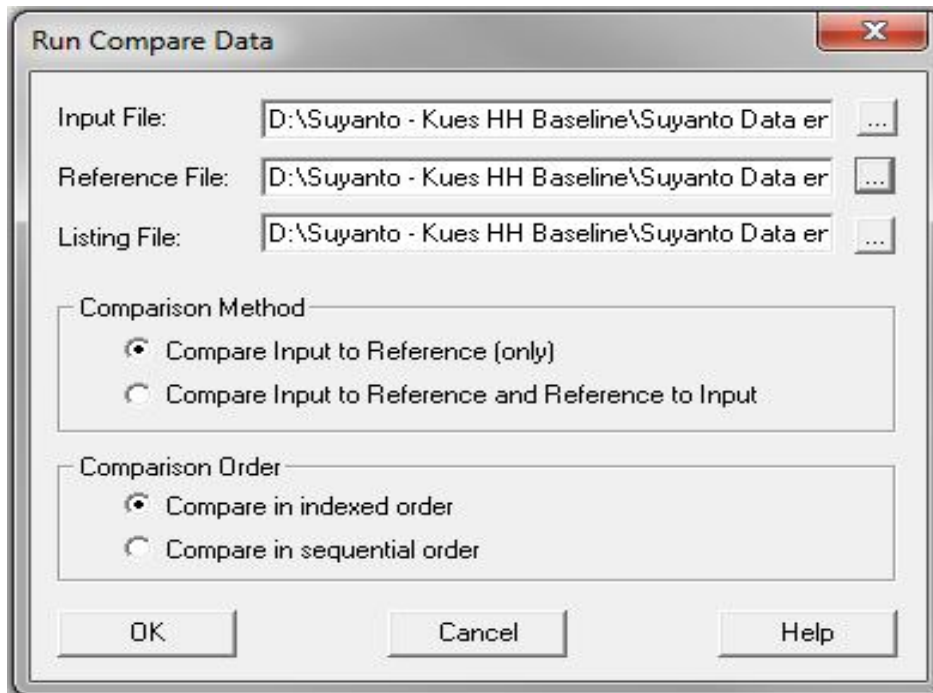 Run Compare Data
Input File: D:\Suyanto - Kues HH Baseline\Suyanto Data er ...
Reference File: D:\Suyanto - Kues HH Baseline\Suyanto Data er ...
Listing File: D:\Suyanto - Kues HH Baseline\Suyanto Data er ...
Comparison Method
Compare Input to Reference (only)
Compare Input to Reference and Reference to Input
Comparison Order
Compare in indexed order
Compare in sequential order
OK Cancel Help